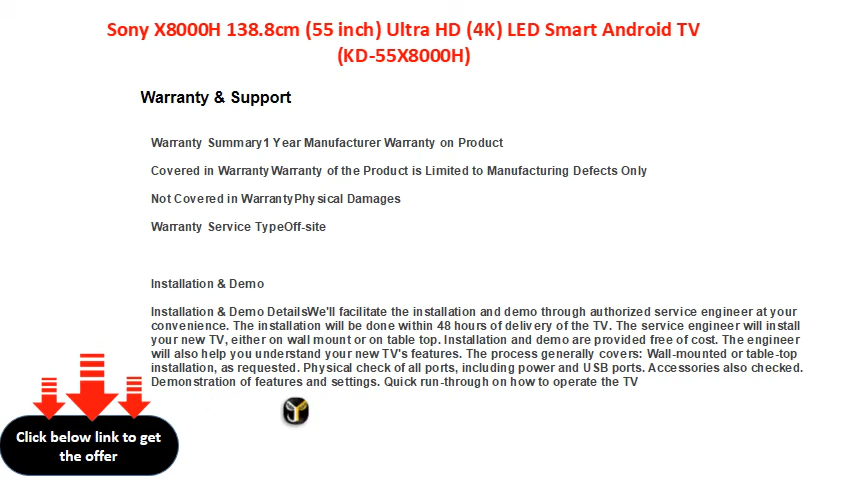 Sony X8000H 138.8cm (55 inch) Ultra HD (4K) LED Smart Android TV
(KD-55X8000H)
Warranty & Support
Warranty Summary1 Year Manufacturer Warranty on Product
Covered in WarrantyWarranty of the Product is Limited to Manufacturing Defects Only
Not Covered in WarrantyPhysical Damages
Warranty Service TypeOff-site
Installation & Demo
Installation & Demo DetailsWe'll facilitate the installation and demo through authorized service engineer at your
convenience. The installation will be done within 48 hours of delivery of the TV. The service engineer will install
your new TV, either on wall mount or on table top. Installation and demo are provided free of cost. The engineer
will also help you understand your new TV's features. The process generally covers: Wall-mounted or table-top
installation, as requested. Physical check of all ports, including power and USB ports. Accessories also checked.
Demonstration of features and settings. Quick run-through on how to operate the TV
Click below link to get
the offer